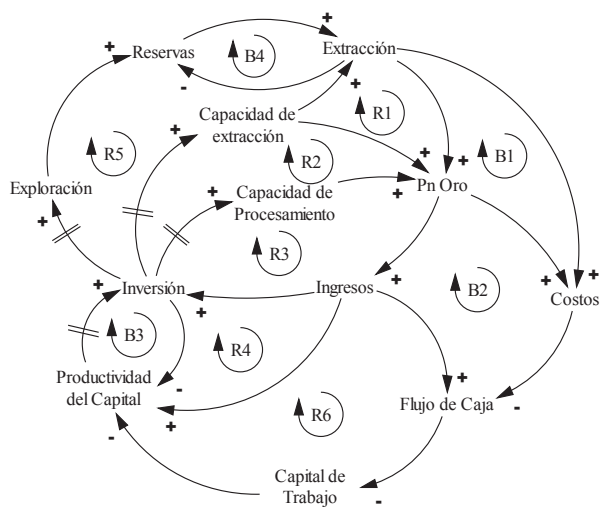 +
+
Reservas
Extracción
B4
-
+
Capacidad de
extracción
+
R1
R5
R2
+
+
B1
Exploración
+
Capacidad de
Procesamiento
+
Pn Oro
+
R3
Inversión
+
Ingresos
+
B2
+
+
Costos
+
B3
R4
Productividad
del Capital
-
+
R6
+
Flujo de Caja
-
-
Capital de
Trabajo
-